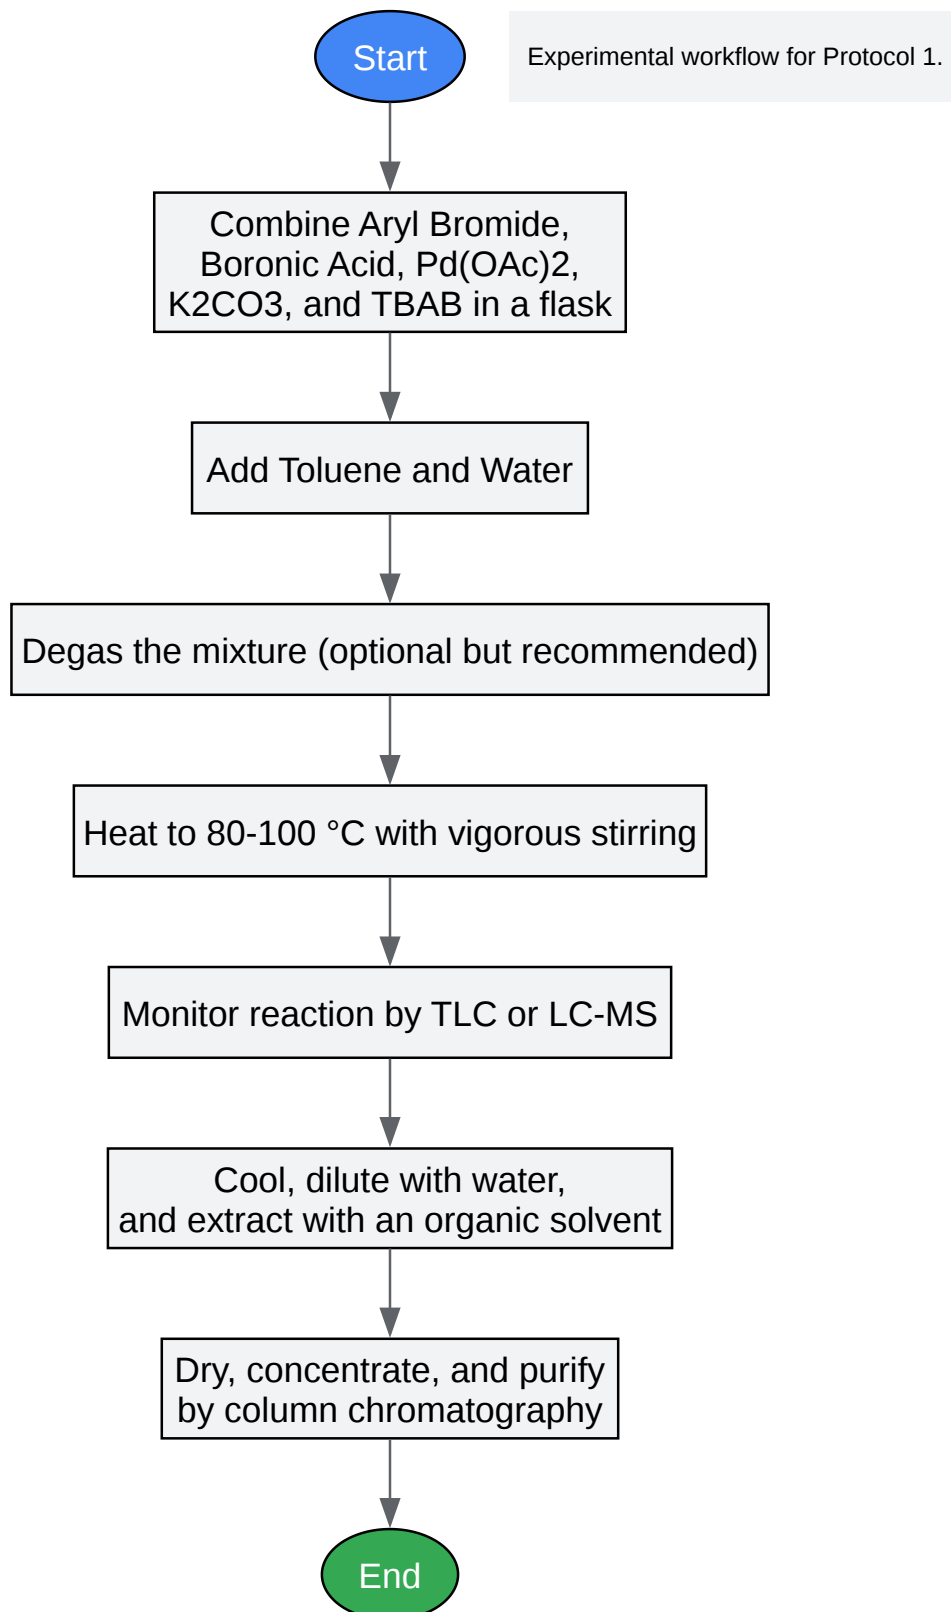 Start
Experimental workflow for Protocol 1.
Combine Aryl Bromide,
Boronic Acid, Pd(OAc)2,
K2CO3, and TBAB in a flask
Add Toluene and Water
Degas the mixture (optional but recommended)
Heat to 80-100 °C with vigorous stirring
Monitor reaction by TLC or LC-MS
Cool, dilute with water,
and extract with an organic solvent
Dry, concentrate, and purify
by column chromatography
End